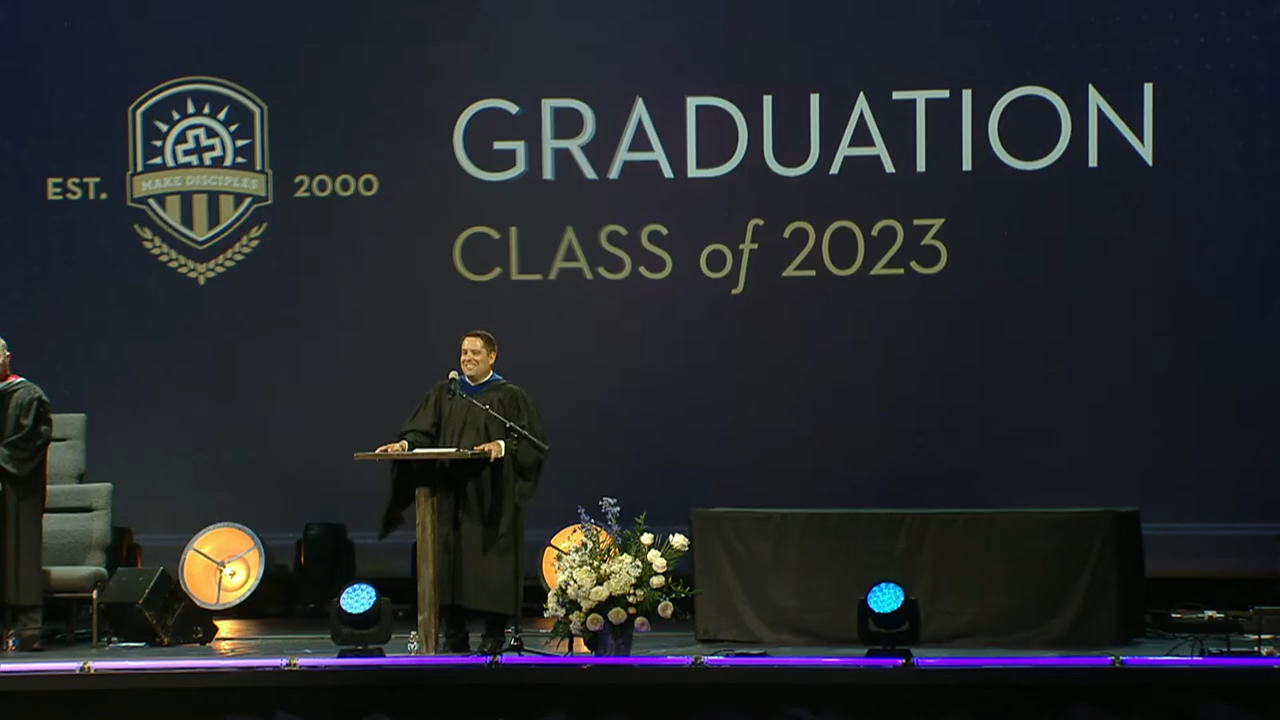 EST.
MAKE DISCIPLES
2000
GRADUATION
CLASS of 2023